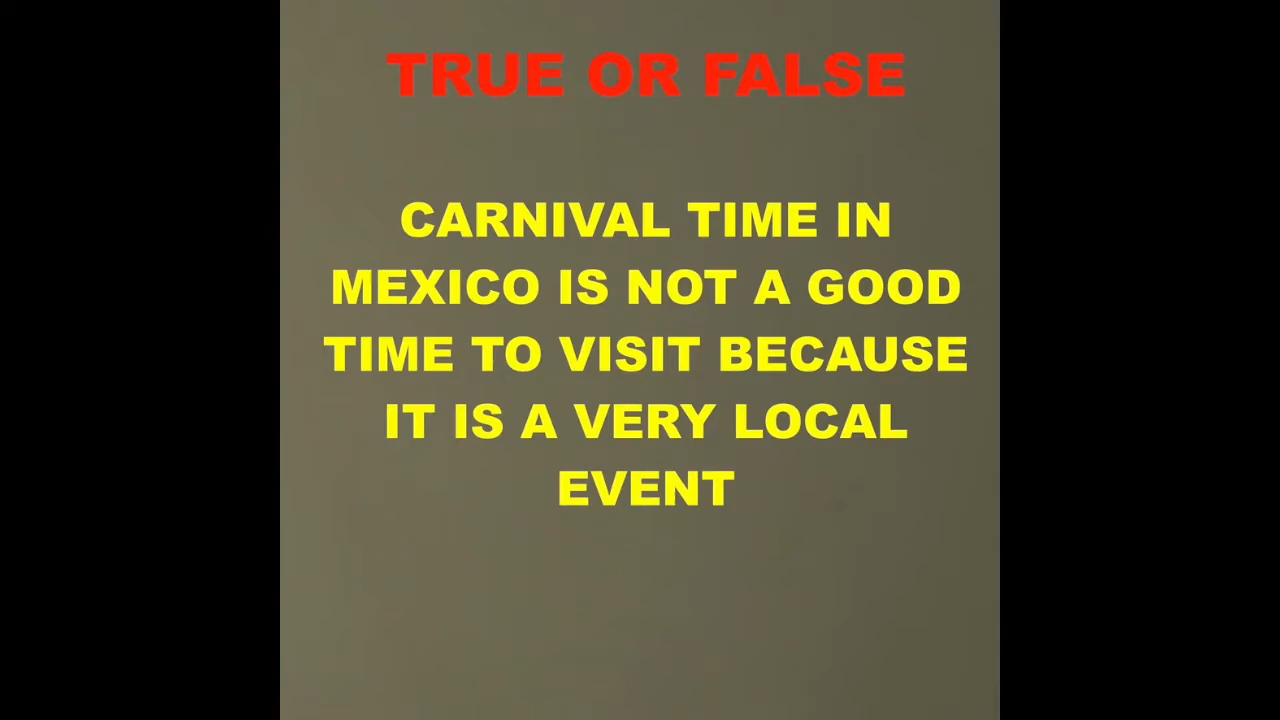 TRUE OR FALSE
CARNIVAL TIME IN
MEXICO IS NOT A GOOD
TIME TO VISIT BECAUSE
IT IS A VERY LOCAL
EVENT